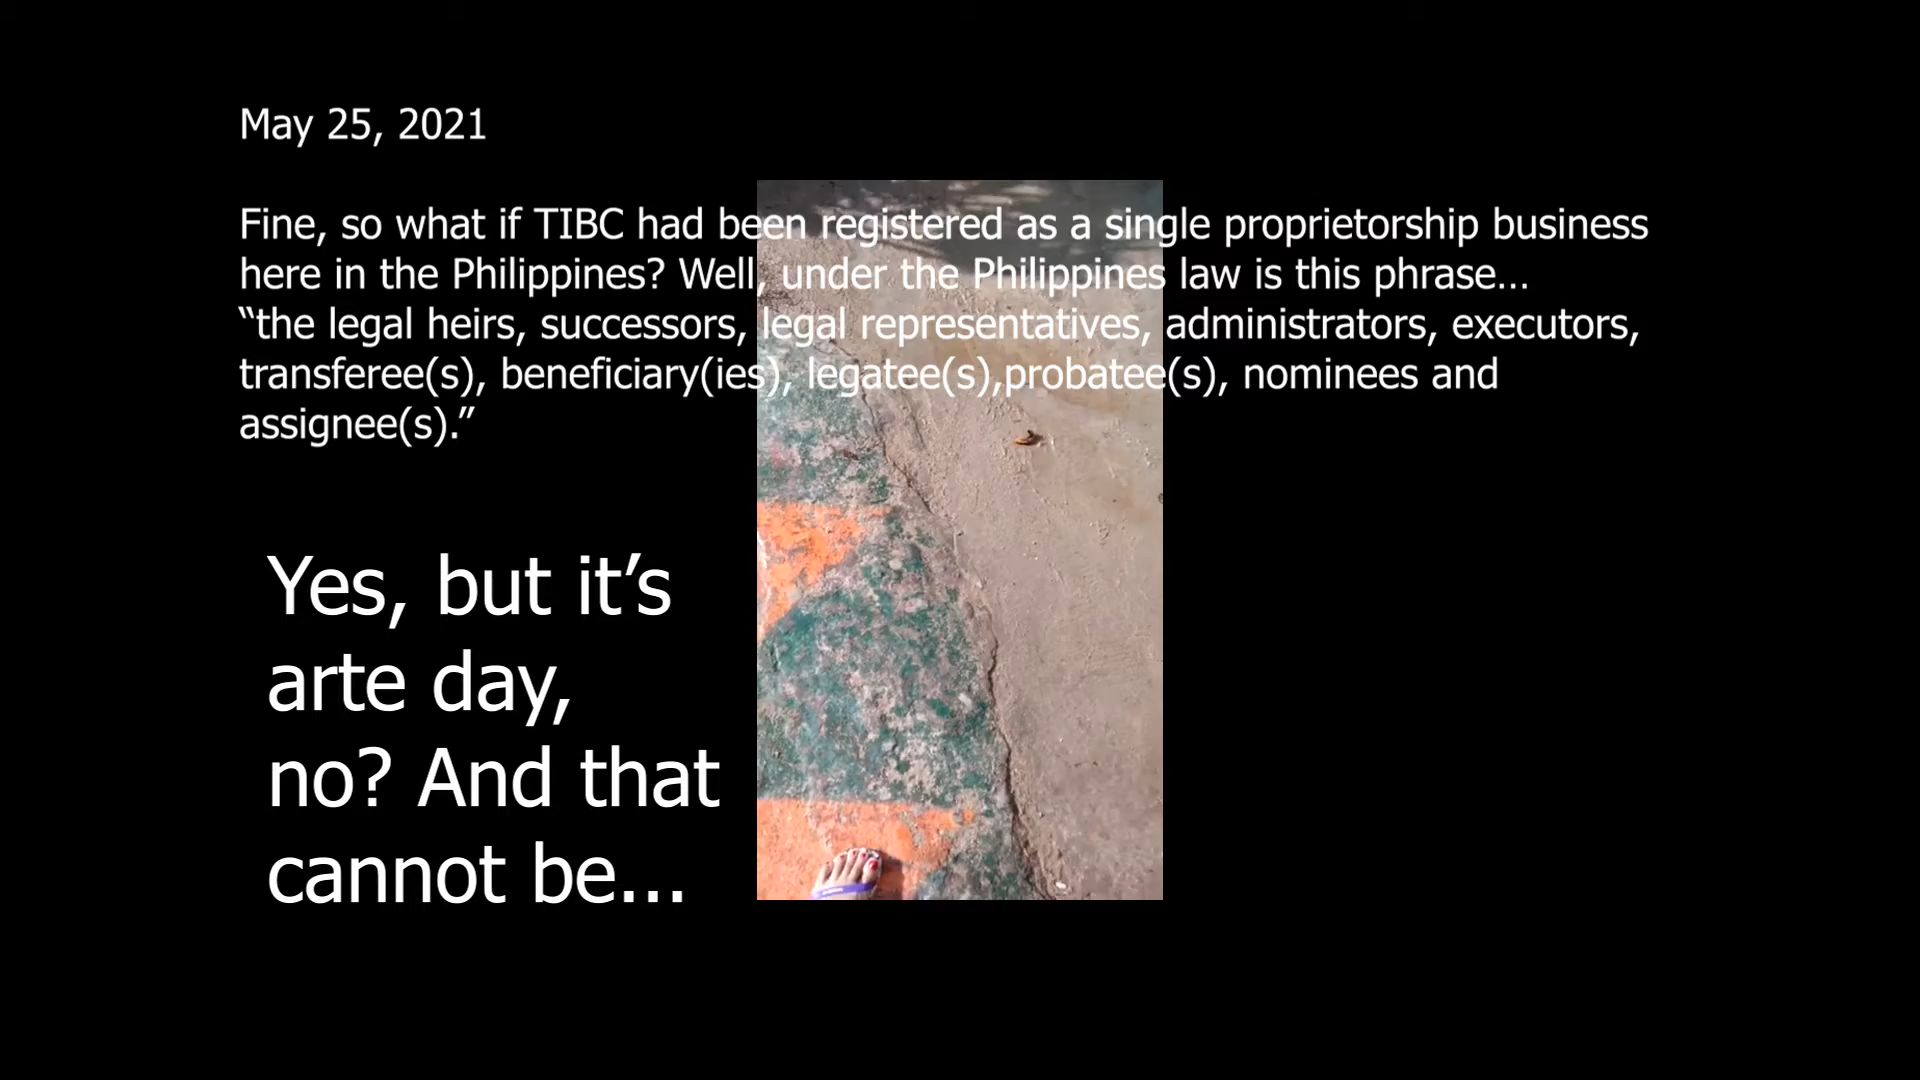 May 25, 2021
Fine, so what if TIBC had been registered as a single proprietorship business
here in the Philippines? Well, under the Philippines law is this phrase...
“the legal heirs, successors, legal representatives, administrators, executors,
transferee(s), beneficiary(ies), legatee(s),probatee(s), nominees and
assignee(s).”
Yes, but it’s
arte day,
no? And that
cannot be...